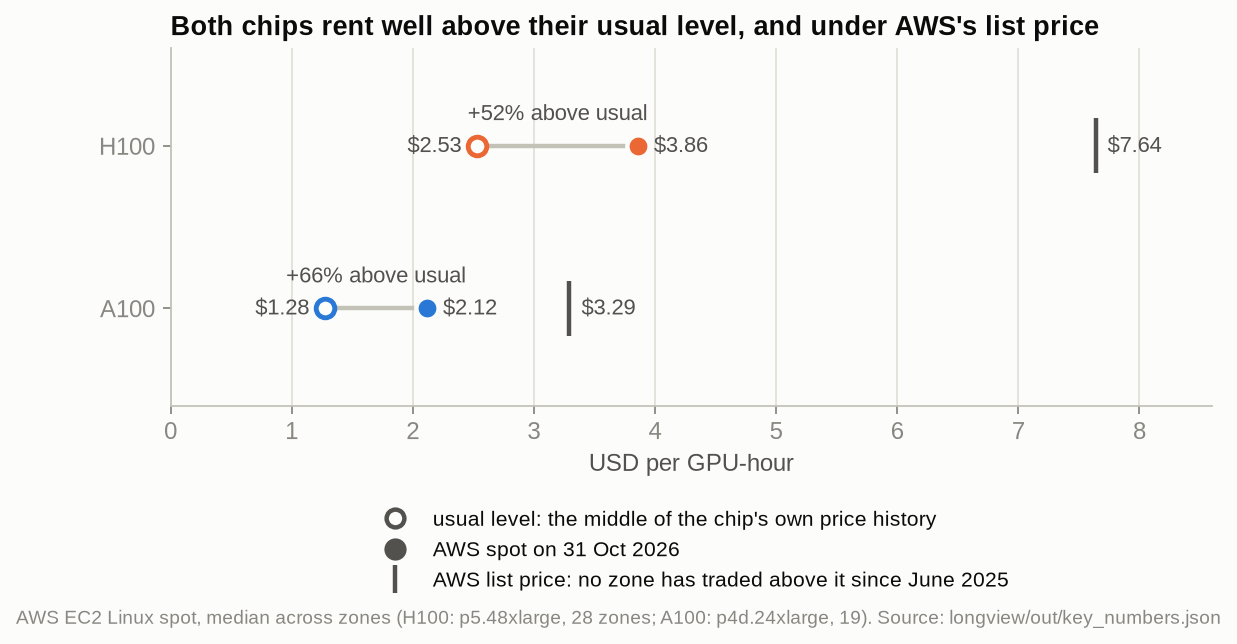 Both chips rent well above their usual level, and under AWS's list price
+52% above usual
H100
$2.53
$3.86
$7.64
+66% above usual
A100
$1.28
$2.12
$3.29
0 1 2 3 4 5 6 7 8
USD per GPU-hour
usual level: the middle of the chip's own price history
AWS spot on 31 Oct 2026
AWS list price: no zone has traded above it since June 2025
AWS EC2 Linux spot, median across zones (H100: p5.48xlarge, 28 zones; A100: p4d.24xlarge, 19). Source: longview/out/key_numbers.json